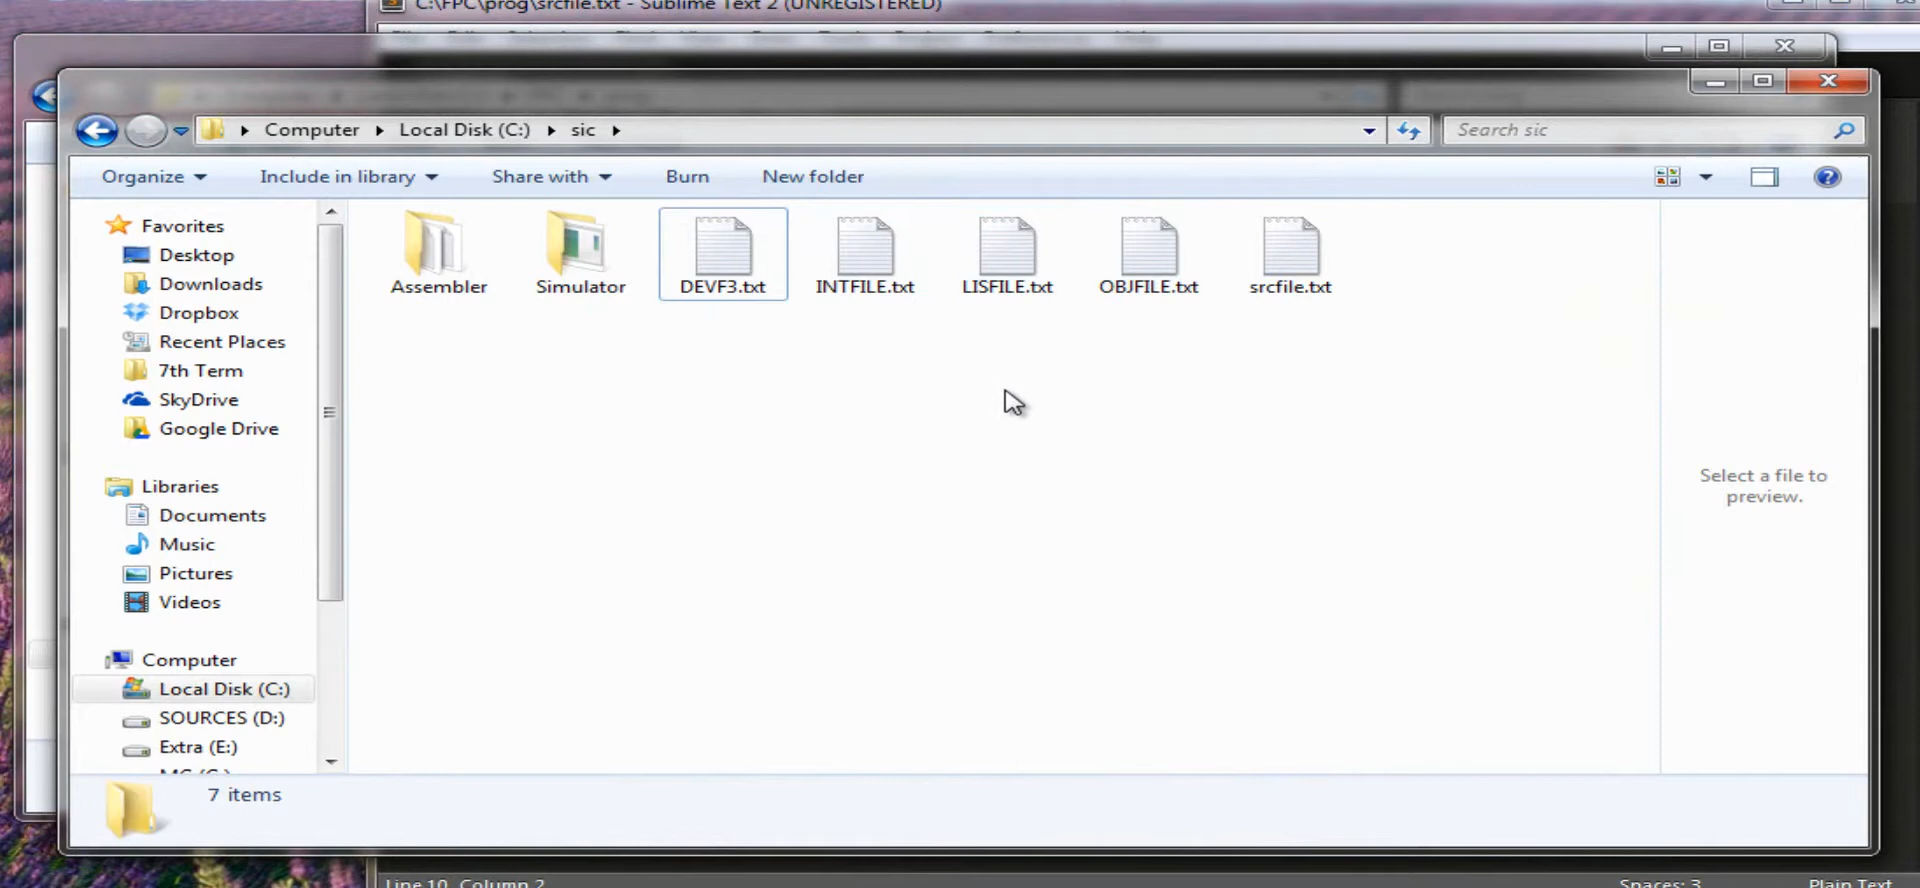 C:\FPC\prog\srcfile.txt - Sublime Text 2 (UNREGISTERED)
Computer Local Disk (C:) sic
Search sic
Organize Include in library Share with Burn New folder
Favorites
Desktop
Downloads
Dropbox
Recent Places
7th Term
SkyDrive
Google Drive
Libraries
Documents
Music
Pictures
Videos
Computer
Local Disk (C:)
SOURCES (D:)
Extra (E:)
Assembler
Simulator
DEVF3.txt
INTFILE.txt
LISFILE.txt
OBJFILE.txt
srcfile.txt
Select a file to
preview.
7 items
Line 10, Column 2
Spaces: 3
Plain Text